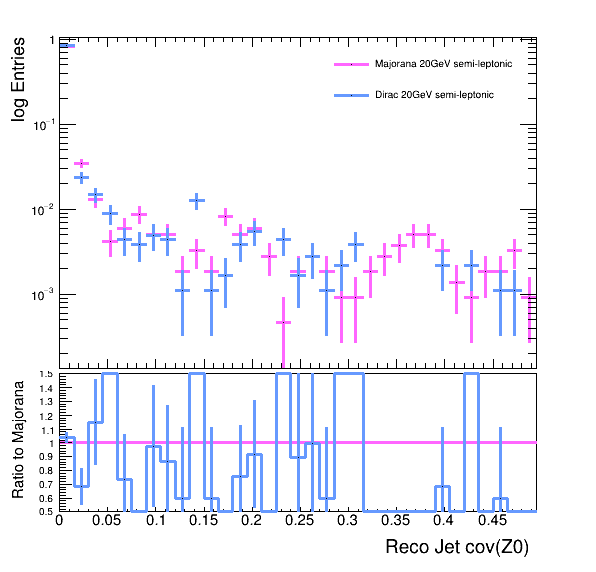 log Entries
1
10⁻¹
10⁻²
10⁻³
Majorana 20GeV semi-leptonic
Dirac 20GeV semi-leptonic
Ratio to Majorana
1.5
1.4
1.3
1.2
1.1
1
0.9
0.8
0.7
0.6
0.5
0 0.05 0.1 0.15 0.2 0.25 0.3 0.35 0.4 0.45
Reco Jet cov(Z0)